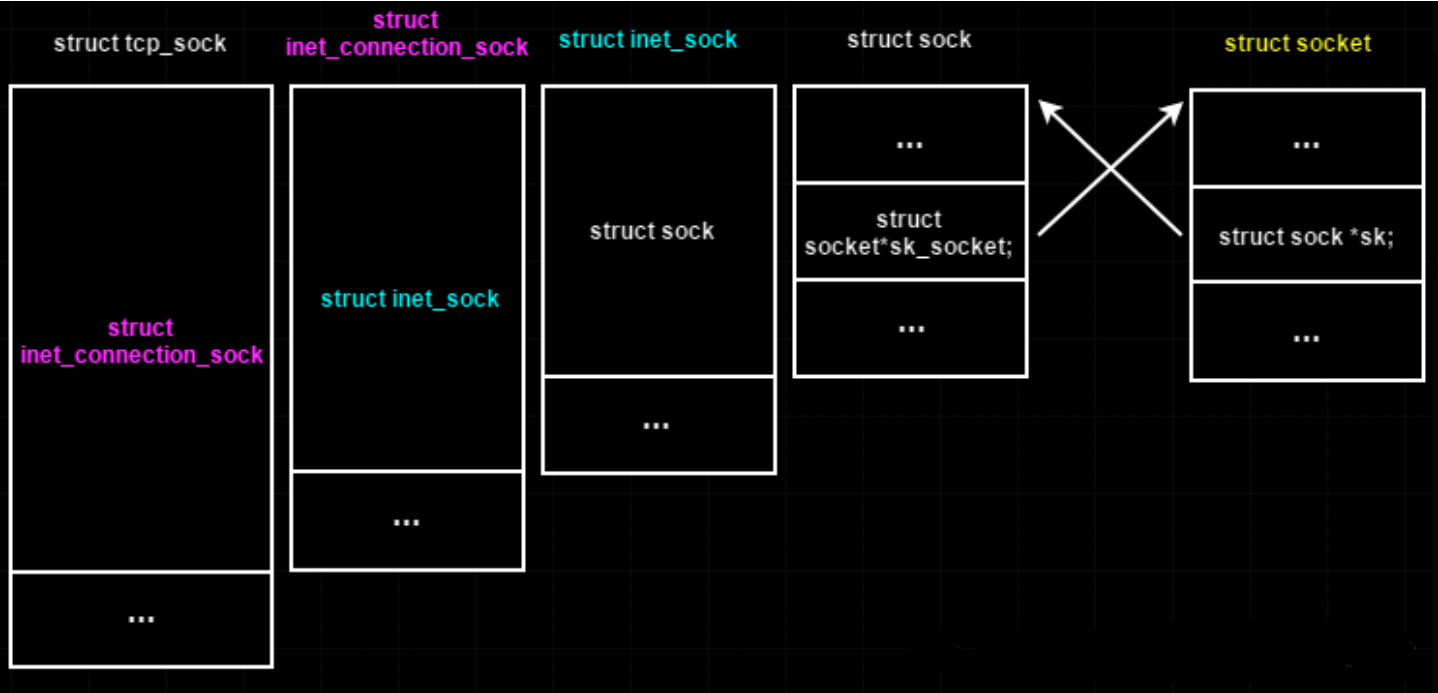 struct tcp_sock
struct
inet_connection_sock
struct inet_sock
struct sock
struct socket
struct
inet_connection_sock
...
struct inet_sock
...
struct sock
...
...
struct
socket*sk_socket;
...
...
struct sock *sk;
...